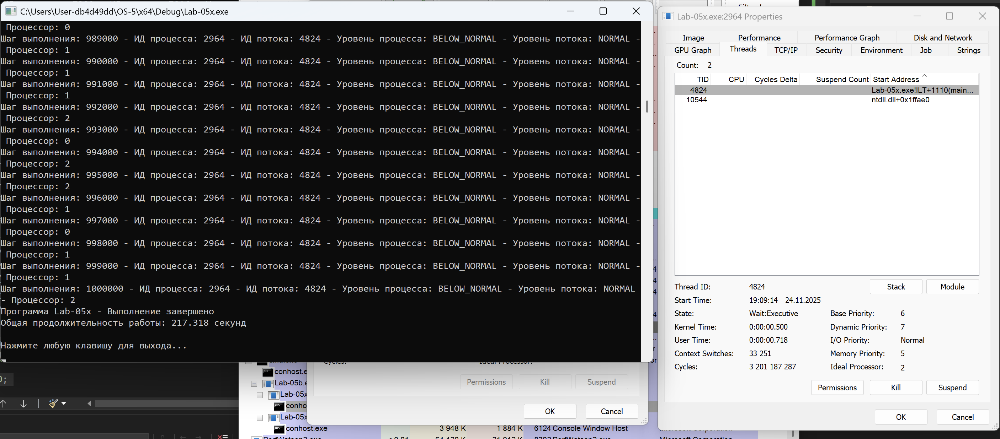 C:\Users\User-db4d49dd\OS-5\x64\Debug\Lab-05x.exe
Процессор: 0
Шаг выполнения: 989000 - ИД процесса: 2964 - ИД потока: 4824 - Уровень процесса: BELOW_NORMAL - Уровень потока: NORMAL -
Процессор: 1
Шаг выполнения: 990000 - ИД процесса: 2964 - ИД потока: 4824 - Уровень процесса: BELOW_NORMAL - Уровень потока: NORMAL -
Процессор: 1
Шаг выполнения: 991000 - ИД процесса: 2964 - ИД потока: 4824 - Уровень процесса: BELOW_NORMAL - Уровень потока: NORMAL -
Процессор: 1
Шаг выполнения: 992000 - ИД процесса: 2964 - ИД потока: 4824 - Уровень процесса: BELOW_NORMAL - Уровень потока: NORMAL -
Процессор: 2
Шаг выполнения: 993000 - ИД процесса: 2964 - ИД потока: 4824 - Уровень процесса: BELOW_NORMAL - Уровень потока: NORMAL -
Процессор: 0
Шаг выполнения: 994000 - ИД процесса: 2964 - ИД потока: 4824 - Уровень процесса: BELOW_NORMAL - Уровень потока: NORMAL -
Процессор: 2
Шаг выполнения: 995000 - ИД процесса: 2964 - ИД потока: 4824 - Уровень процесса: BELOW_NORMAL - Уровень потока: NORMAL -
Процессор: 2
Шаг выполнения: 996000 - ИД процесса: 2964 - ИД потока: 4824 - Уровень процесса: BELOW_NORMAL - Уровень потока: NORMAL -
Процессор: 1
Шаг выполнения: 997000 - ИД процесса: 2964 - ИД потока: 4824 - Уровень процесса: BELOW_NORMAL - Уровень потока: NORMAL -
Процессор: 0
Шаг выполнения: 998000 - ИД процесса: 2964 - ИД потока: 4824 - Уровень процесса: BELOW_NORMAL - Уровень потока: NORMAL -
Процессор: 1
Шаг выполнения: 999000 - ИД процесса: 2964 - ИД потока: 4824 - Уровень процесса: BELOW_NORMAL - Уровень потока: NORMAL -
Процессор: 1
Шаг выполнения: 1000000 - ИД процесса: 2964 - ИД потока: 4824 - Уровень процесса: BELOW_NORMAL - Уровень потока: NORMAL
- Процессор: 2
Программа Lab-05x - Выполнение завершено
Общая продолжительность работы: 217.318 секунд
Нажмите любую клавишу для выхода...
conhost.e
Lab-05b.e
Lab-05x
conho
Lab-05x
conhost.exe
3 948 K 1 884 K 6124 Console Window Host
Permissions Kill Suspend
OK Cancel
Lab-05x.exe:2964 Properties
Image Performance Performance Graph Disk and Network
GPU Graph Threads TCP/IP Security Environment Job Strings
Count: 2
TID CPU Cycles Delta Suspend Count Start Address
4824 Lab-05x.exe!ILT+1110(main...
10544 ntdll.dll+0x1ffae0
Thread ID: 4824 Stack Module
Start Time: 19:09:14 24.11.2025
State: Wait:Executive Base Priority: 6
Kernel Time: 0:00:00.500 Dynamic Priority: 7
User Time: 0:00:00.718 I/O Priority: Normal
Context Switches: 33 251 Memory Priority: 5
Cycles: 3 201 187 287 Ideal Processor: 2
Permissions Kill Suspend
OK Cancel